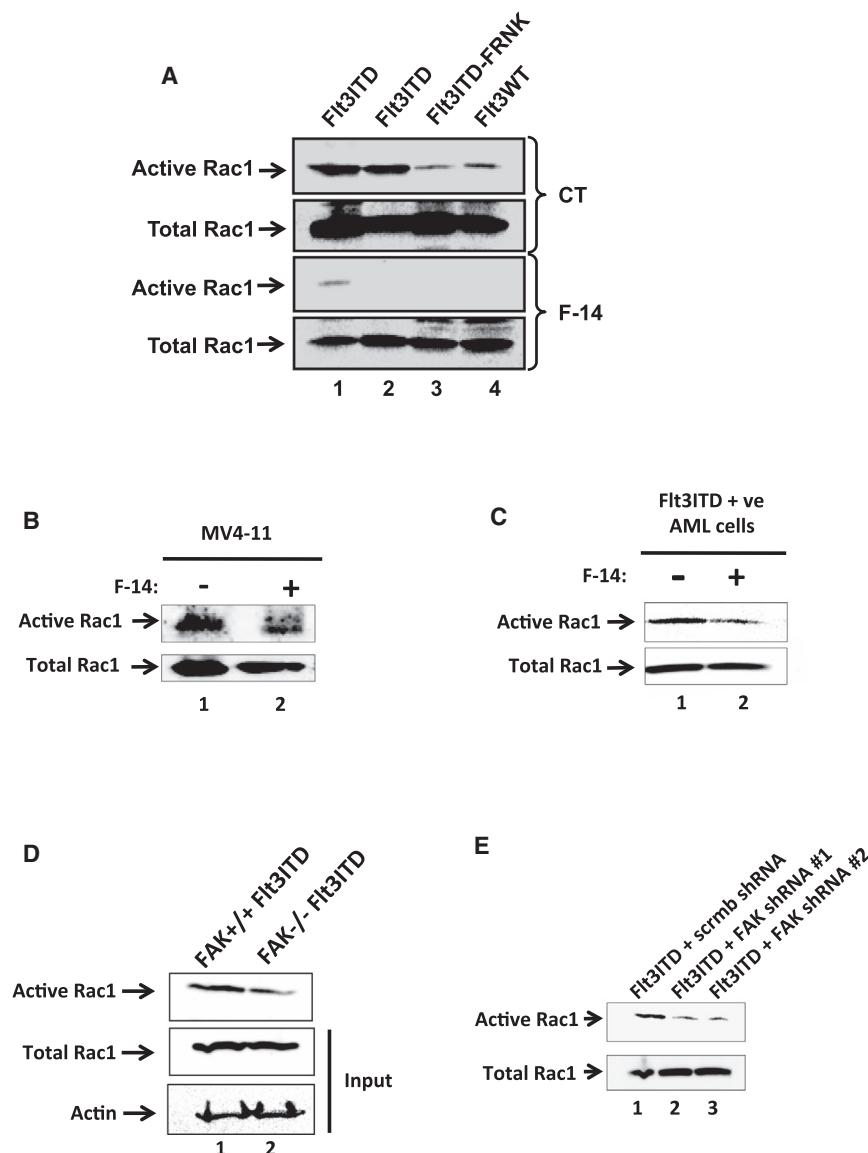 A
Flt3ITD
Flt3ITD
Flt3ITD-FRNK
Flt3WT
Active Rac1
Total Rac1
CT
Active Rac1
Total Rac1
F-14
1 2 3 4
B
MV4-11
F-14: - +
Active Rac1
Total Rac1
1 2
C
Flt3ITD + ve
AML cells
F-14: - +
Active Rac1
Total Rac1
1 2
D
FAK+/+ Flt3ITD
FAK-/- Flt3ITD
Active Rac1
Total Rac1
Actin
Input
1 2
E
Flt3ITD + scrmb shRNA
Flt3ITD + FAK shRNA #1
Flt3ITD + FAK shRNA #2
Active Rac1
Total Rac1
1 2 3